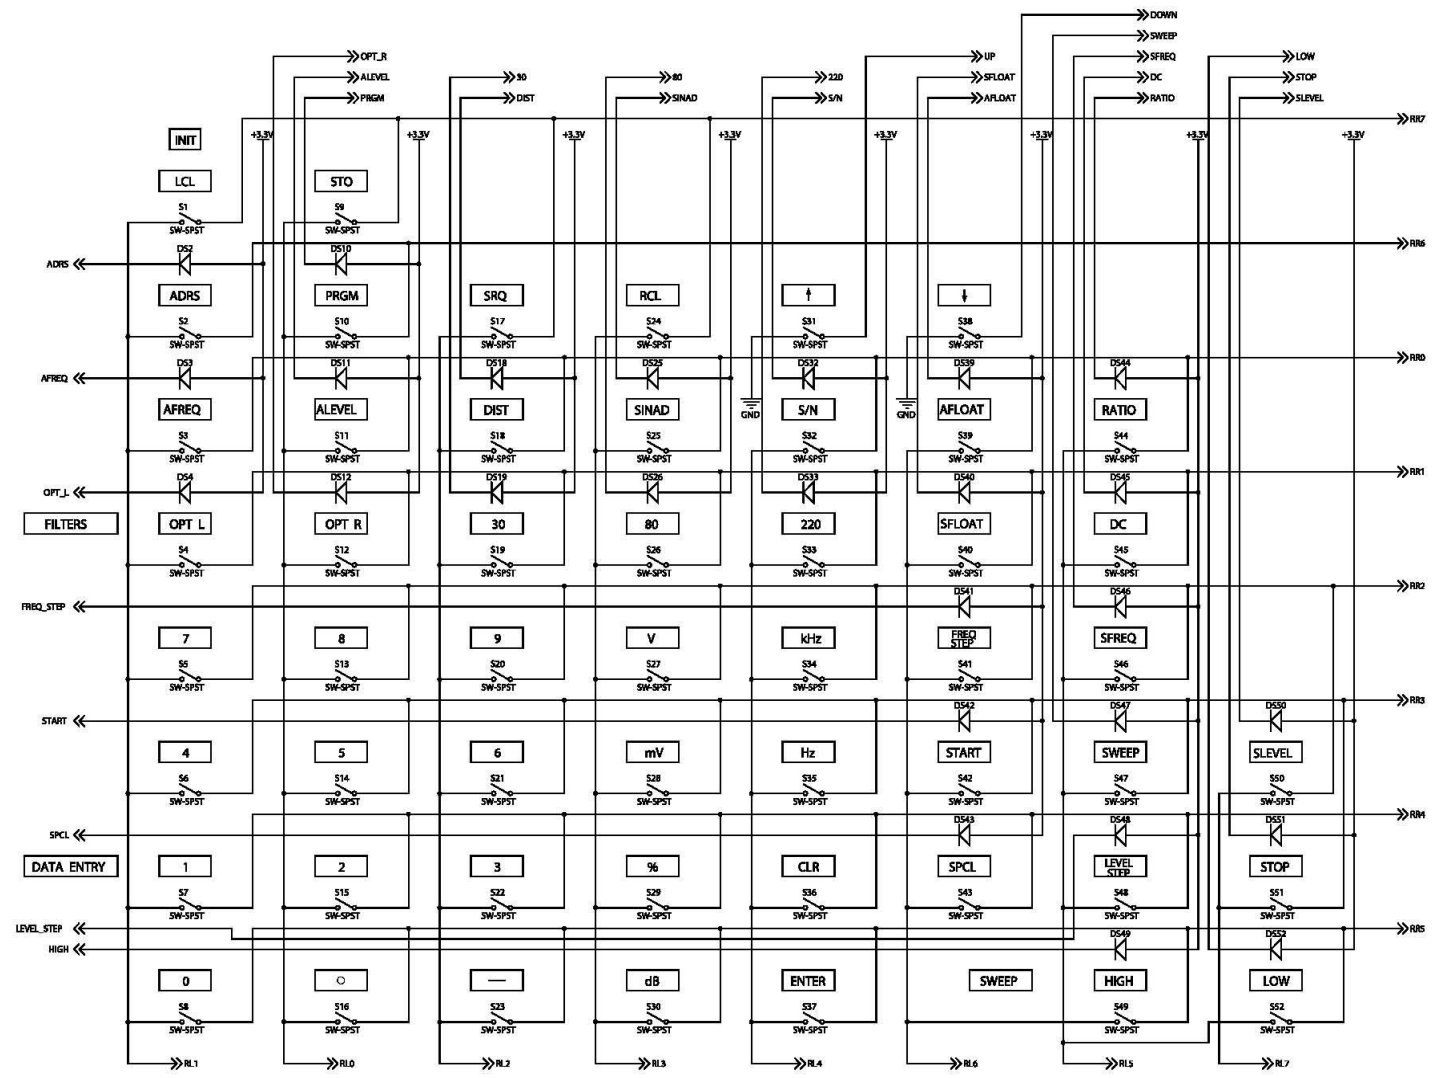 DOWN
SWEEP
OPT_R UP SFREQ LOW
ALEVEL 30 80 220 SFLOAT DC STOP
PRGM DIST SINAD S/N AFLOAT RATIO SLEVEL
RR7
+3.3V +3.3V +3.3V +3.3V +3.3V +3.3V +3.3V +3.3V
INIT
LCL STO
S1 S9
SW-SPST SW-SPST
RR6
DS2 DS10
ADRS
ADRS PRGM SRQ RCL
S2 S10 S17 S24 S31 S38
SW-SPST SW-SPST SW-SPST SW-SPST SW-SPST SW-SPST
RR0
DS3 DS11 DS18 DS25 DS32 DS39 DS44
AFREQ
AFREQ ALEVEL DIST SINAD GND S/N GND AFLOAT RATIO
S3 S11 S18 S25 S32 S39 S44
SW-SPST SW-SPST SW-SPST SW-SPST SW-SPST SW-SPST SW-SPST
RR1
DS4 DS12 DS19 DS26 DS33 DS40 DS45
OPT_L
FILTERS OPT L OPT R 30 80 220 SFLOAT DC
S4 S12 S19 S26 S33 S40 S45
SW-SPST SW-SPST SW-SPST SW-SPST SW-SPST SW-SPST SW-SPST
RR2
DS41 DS46
FREQ_STEP
7 8 9 V kHz FREQ STEP SFREQ
S5 S13 S20 S27 S34 S41 S46
SW-SPST SW-SPST SW-SPST SW-SPST SW-SPST SW-SPST SW-SPST
RR3
DS42 DS47 DS50
START
4 5 6 mV Hz START SWEEP SLEVEL
S6 S14 S21 S28 S35 S42 S47 S50
SW-SPST SW-SPST SW-SPST SW-SPST SW-SPST SW-SPST SW-SPST SW-SPST
RR4
DS43 DS48 DS51
SPCL
DATA ENTRY 1 2 3 % CLR SPCL LEVEL STEP STOP
S7 S15 S22 S29 S36 S43 S48 S51
SW-SPST SW-SPST SW-SPST SW-SPST SW-SPST SW-SPST SW-SPST SW-SPST
LEVEL_STEP RR5
DS49 DS52
HIGH
0 — dB ENTER SWEEP HIGH LOW
S8 S16 S23 S30 S37 S49 S52
SW-SPST SW-SPST SW-SPST SW-SPST SW-SPST SW-SPST SW-SPST
RL1 RL0 RL2 RL3 RL4 RL6 RL5 RL7